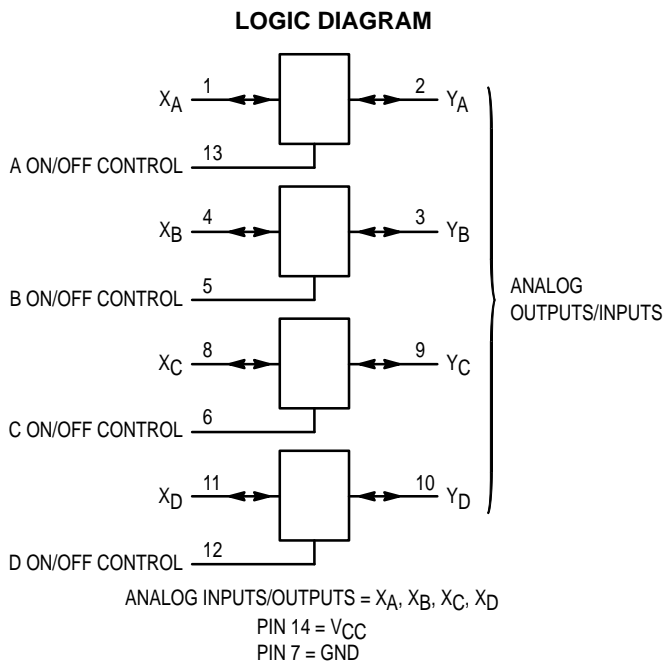 LOGIC DIAGRAM
XA 1 2 YA
A ON/OFF CONTROL 13
XB 4 3 YB
B ON/OFF CONTROL 5
ANALOG
OUTPUTS/INPUTS
XC 8 9 YC
C ON/OFF CONTROL 6
XD 11 10 YD
D ON/OFF CONTROL 12
ANALOG INPUTS/OUTPUTS = XA, XB, XC, XD
PIN 14 = VCC
PIN 7 = GND